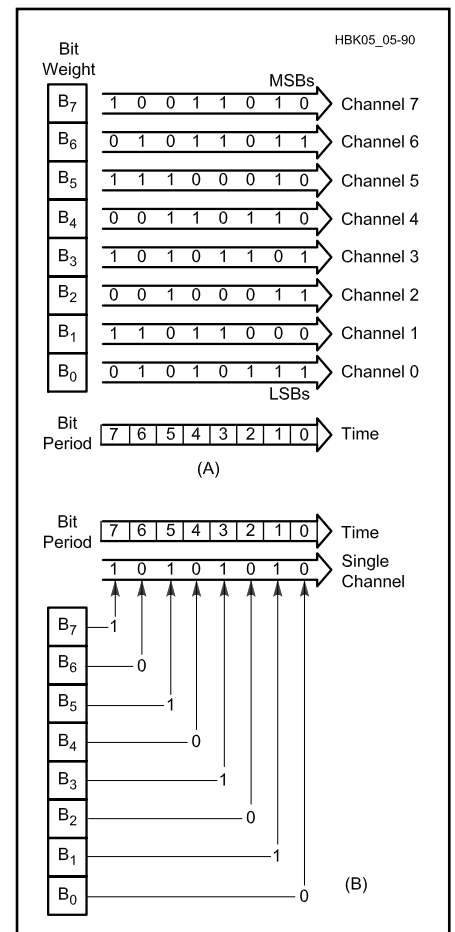 HBK05_05-90
Bit
Weight
MSBs
B7 1 0 0 1 1 0 1 0 Channel 7
B6 0 1 0 1 1 0 1 1 Channel 6
B5 1 1 1 0 0 0 1 0 Channel 5
B4 0 0 1 1 0 1 1 0 Channel 4
B3 1 0 1 0 1 1 0 1 Channel 3
B2 0 0 1 0 0 0 1 1 Channel 2
B1 1 1 0 1 1 0 0 0 Channel 1
B0 0 1 0 1 0 1 1 1 Channel 0
LSBs
Bit
Period
7 6 5 4 3 2 1 0 Time
(A)
Bit
Period
7 6 5 4 3 2 1 0 Time
1 0 1 0 1 0 1 0 Single
Channel
B7 1
B6 0
B5 1
B4 0
B3 1
B2 0
B1 1
B0 0
(B)